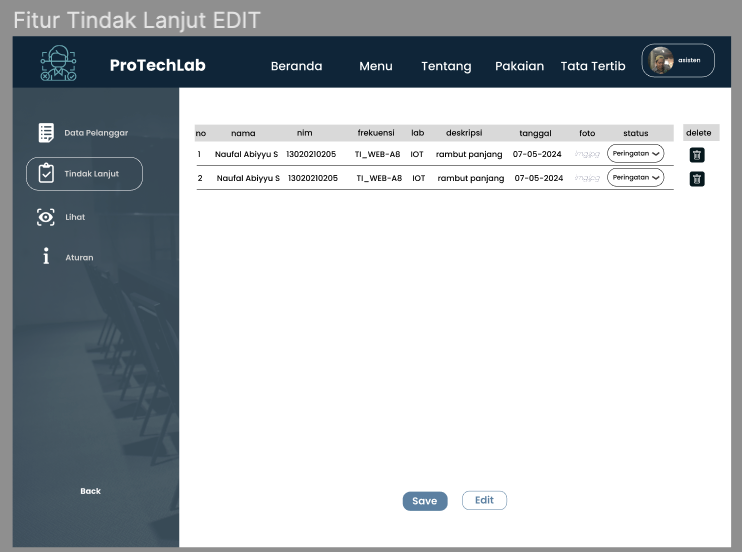 Fitur Tindak Lanjut EDIT
ProTechLab Beranda Menu Tentang Pakaian Tata Tertib asisten
Data Pelanggar
Tindak Lanjut
Lihat
Aturan
Back
no nama nim frekuensi lab deskripsi tanggal foto status delete
1 Naufal Abiyyu S 13020210205 TI_WEB-A8 IOT rambut panjang 07-05-2024 imgjpg Peringatan
2 Naufal Abiyyu S 13020210205 TI_WEB-A8 IOT rambut panjang 07-05-2024 imgjpg Peringatan
Save Edit